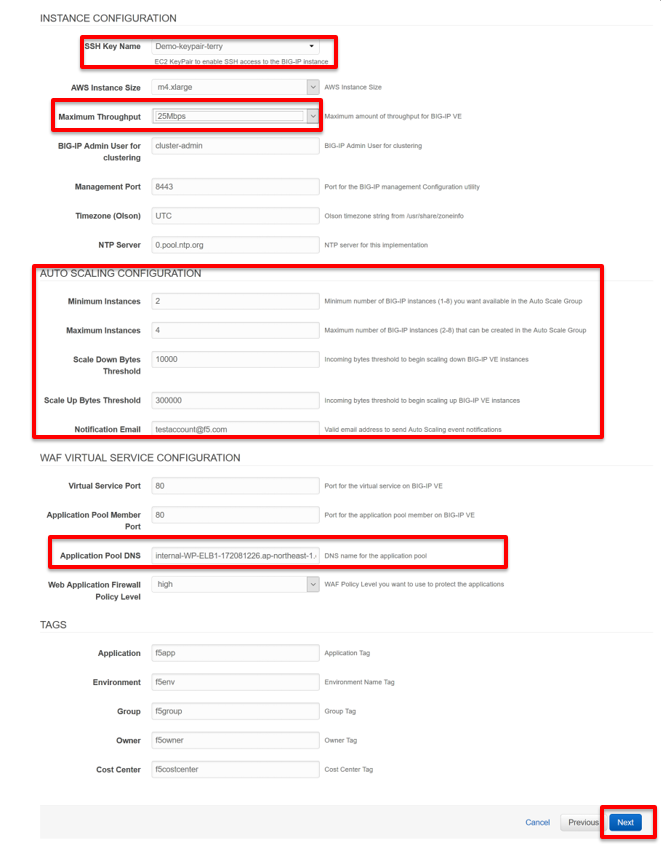 INSTANCE CONFIGURATION
SSH Key Name Demo-keypair-terry
EC2 KeyPair to enable SSH access to the BIG-IP instance
AWS Instance Size m4.xlarge AWS Instance Size
Maximum Throughput 25Mbps Maximum amount of throughput for BIG-IP VE
BIG-IP Admin User for cluster-admin BIG-IP Admin User for clustering
clustering
Management Port 8443 Port for the BIG-IP management Configuration utility
Timezone (Olson) UTC Olson timezone string from /usr/share/zoneinfo
NTP Server 0.pool.ntp.org NTP server for this implementation
AUTO SCALING CONFIGURATION
Minimum Instances 2 Minimum number of BIG-IP instances (1-8) you want available in the Auto Scale Group
Maximum Instances 4 Maximum number of BIG-IP instances (2-8) that can be created in the Auto Scale Group
Scale Down Bytes 10000 Incoming bytes threshold to begin scaling down BIG-IP VE instances
Threshold
Scale Up Bytes Threshold 300000 Incoming bytes threshold to begin scaling up BIG-IP VE instances
Notification Email testaccount@f5.com Valid email address to send Auto Scaling event notifications
WAF VIRTUAL SERVICE CONFIGURATION
Virtual Service Port 80 Port for the virtual service on BIG-IP VE
Application Pool Member 80 Port for the application pool member on BIG-IP VE
Port
Application Pool DNS internal-WP-ELB1-172081226.ap-northeast-1. DNS name for the application pool
Web Application Firewall high WAF Policy Level you want to use to protect the applications
Policy Level
TAGS
Application f5app Application Tag
Environment f5env Environment Name Tag
Group f5group Group Tag
Owner f5owner Owner Tag
Cost Center f5costcenter Cost Center Tag
Cancel Previous Next